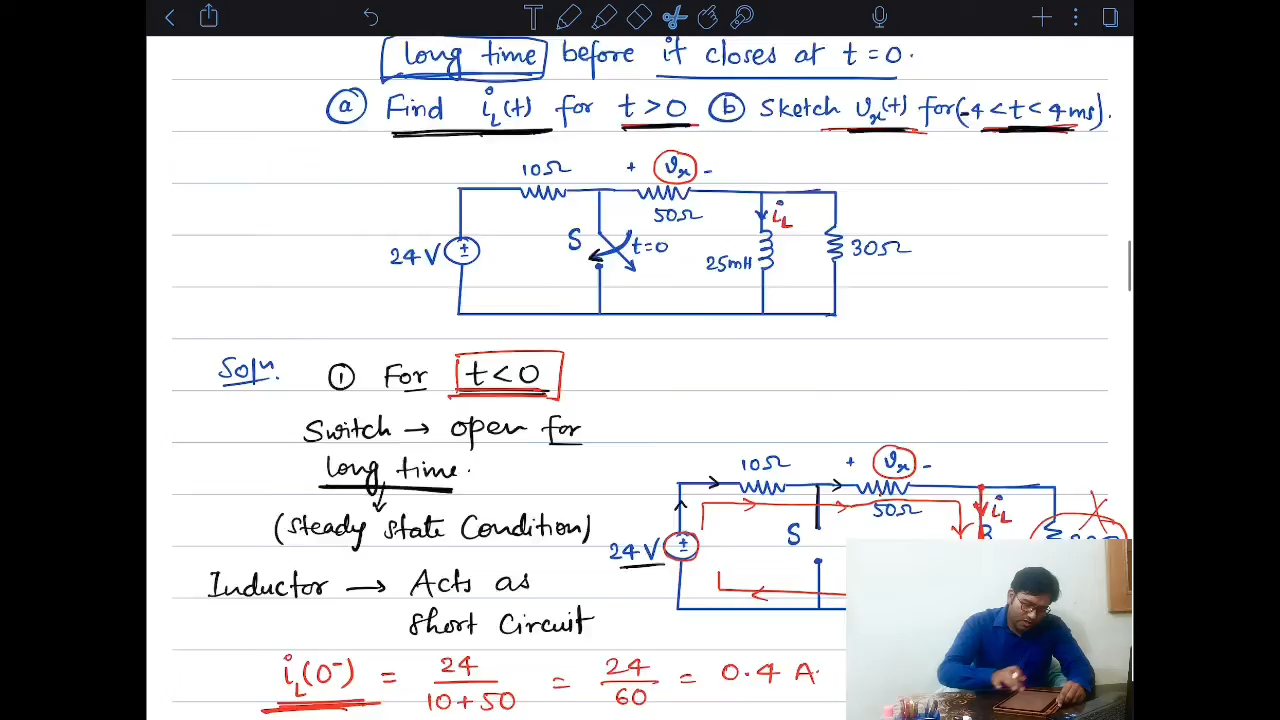 long time before it closes at t=0.
ⓐ Find iL(t) for t>0 ⓑ Sketch vx(t) for (-4<t<4ms).
10Ω + vx -
50Ω
24V ± S t=0 iL 25mH 30Ω
Soln. ① For t<0
Switch → open for
long time.
(Steady state Condition)
Inductor → Acts as
short Circuit
10Ω + vx -
50Ω
24V ± S iL
iL(0⁻) = 24/10+50 = 24/60 = 0.4 A.